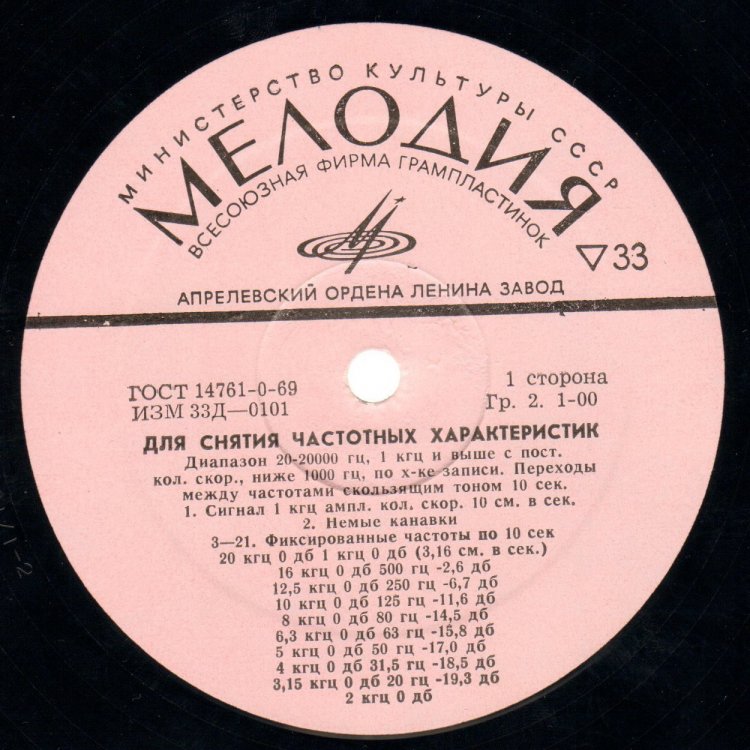 МИНИСТЕРСТВО КУЛЬТУРЫ СССР
МЕЛОДИЯ
ВСЕСОЮЗНАЯ ФИРМА ГРАМПЛАСТИНОК
▽33
АПРЕЛЕВСКИЙ ОРДЕНА ЛЕНИНА ЗАВОД
ГОСТ 14761-0-69
1 сторона
ИЗМ 33Д—0101
Гр. 2. 1-00
ДЛЯ СНЯТИЯ ЧАСТОТНЫХ ХАРАКТЕРИСТИК
Диапазон 20-20000 гц, 1 кгц и выше с пост.
кол. скор., ниже 1000 гц, по х-ке записи. Переходы
между частотами скользящим тоном 10 сек.
1. Сигнал 1 кгц ампл. кол. скор. 10 см. в сек.
2. Немые канавки
3—21. Фиксированные частоты по 10 сек
20 кгц 0 дб 1 кгц 0 дб (3,16 см. в сек.)
16 кгц 0 дб 500 гц -2,6 дб
12,5 кгц 0 дб 250 гц -6,7 дб
10 кгц 0 дб 125 гц -11,6 дб
8 кгц 0 дб 80 гц -14,5 дб
6,3 кгц 0 дб 63 гц -15,8 дб
5 кгц 0 дб 50 гц -17,0 дб
4 кгц 0 дб 31,5 гц -18,5 дб
3,15 кгц 0 дб 20 гц -19,3 дб
2 кгц 0 дб